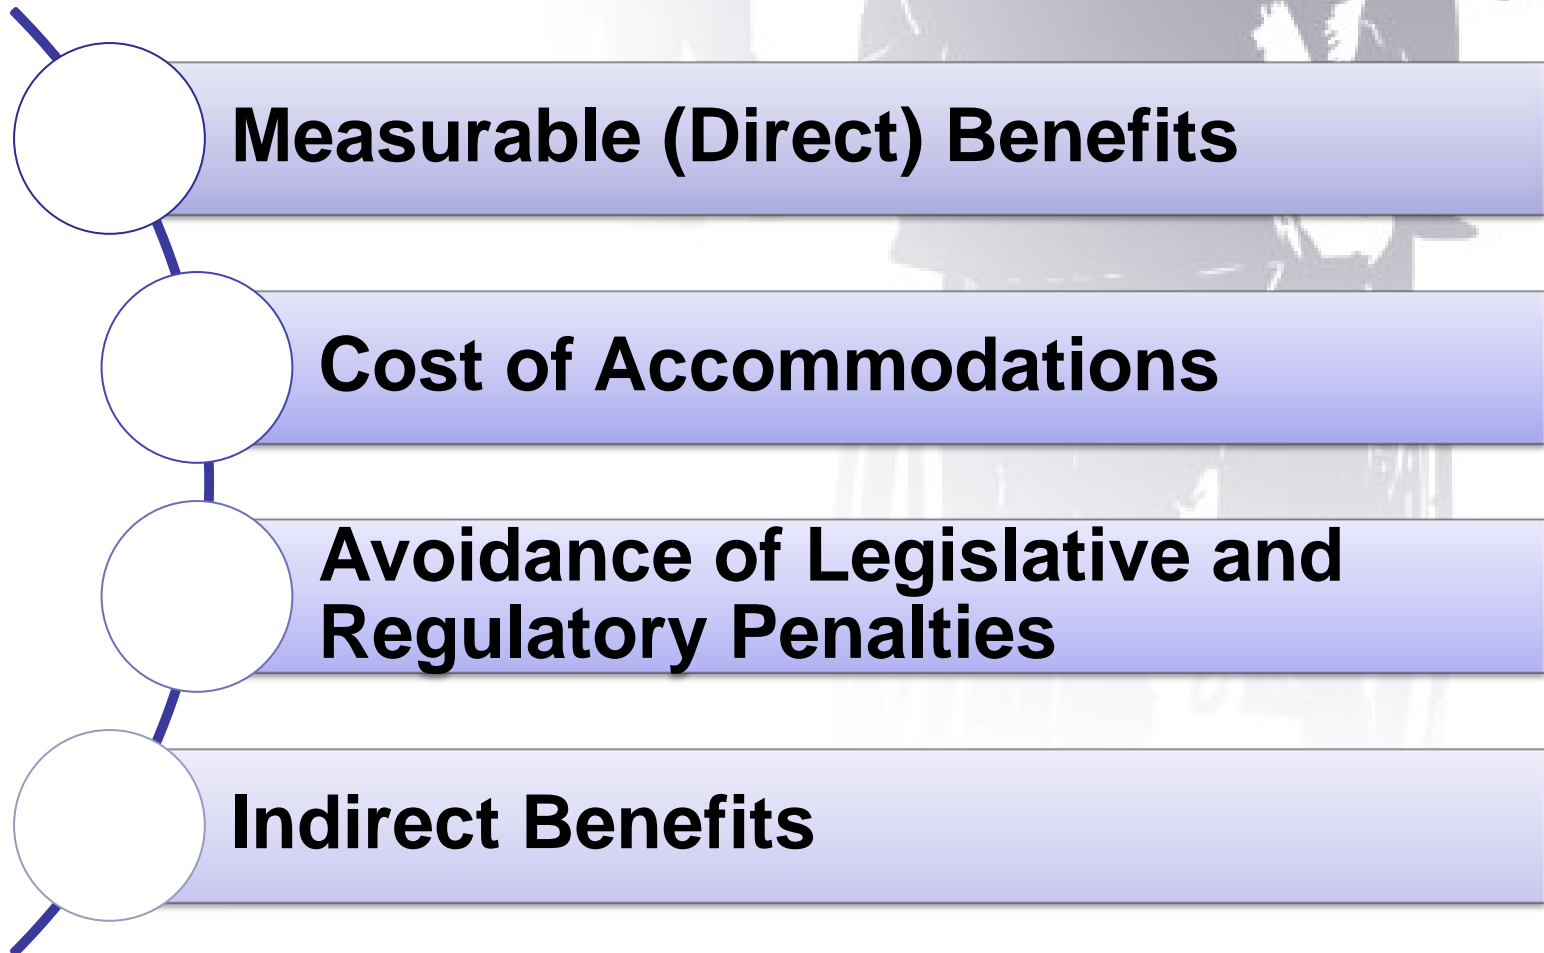 Measurable (Direct) Benefits
Cost of Accommodations
Avoidance of Legislative and
Regulatory Penalties
Indirect Benefits